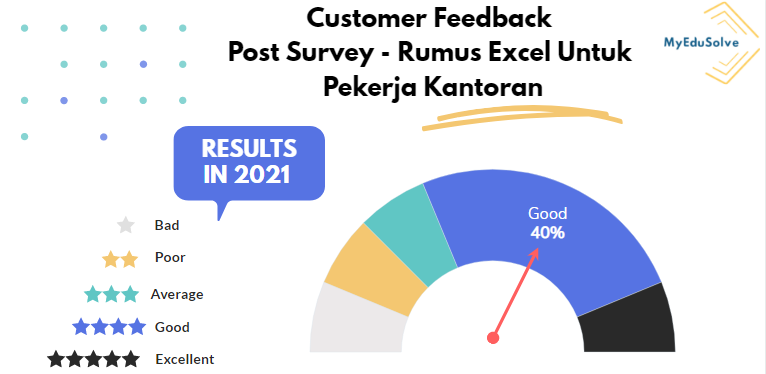 Customer Feedback
Post Survey - Rumus Excel Untuk
Pekerja Kantoran
MyEduSolve
RESULTS
IN 2021
Bad
Poor
Average
Good
Excellent
Good
40%